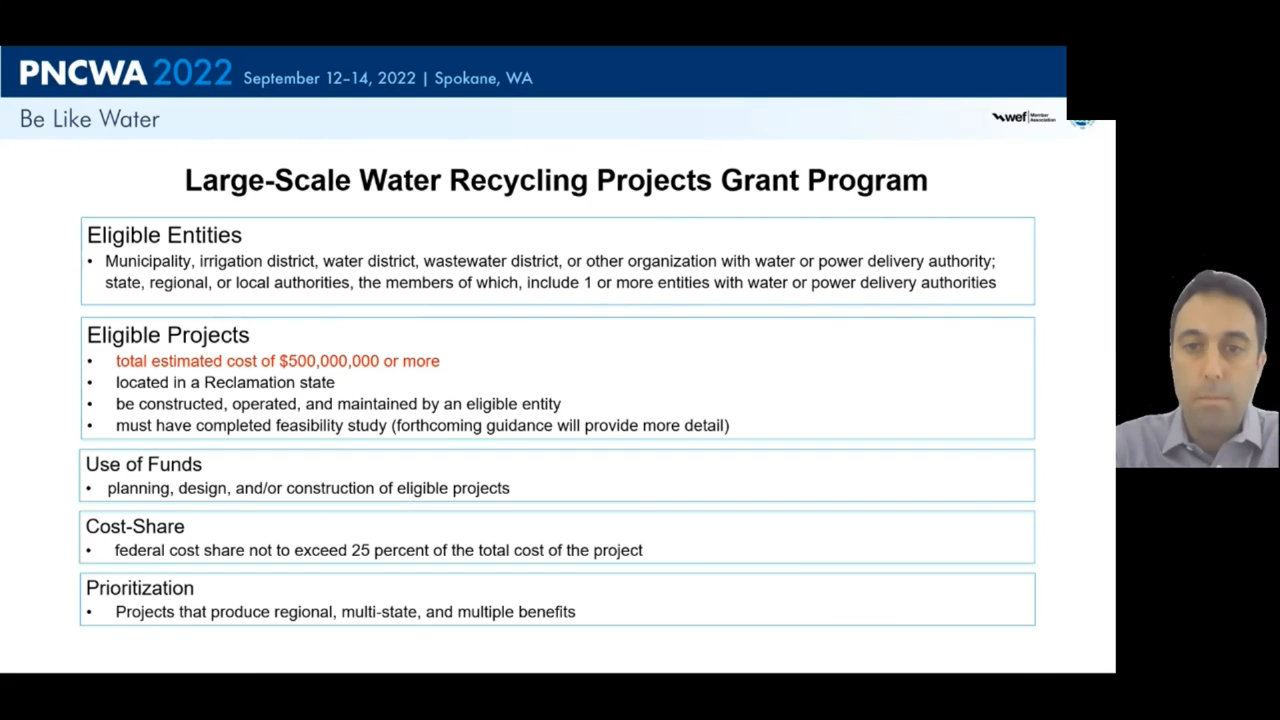 PNCWA 2022 September 12–14, 2022 | Spokane, WA
Be Like Water
wef Member Association
Large-Scale Water Recycling Projects Grant Program
Eligible Entities
• Municipality, irrigation district, water district, wastewater district, or other organization with water or power delivery authority;
state, regional, or local authorities, the members of which, include 1 or more entities with water or power delivery authorities
Eligible Projects
• total estimated cost of $500,000,000 or more
• located in a Reclamation state
• be constructed, operated, and maintained by an eligible entity
• must have completed feasibility study (forthcoming guidance will provide more detail)
Use of Funds
• planning, design, and/or construction of eligible projects
Cost-Share
• federal cost share not to exceed 25 percent of the total cost of the project
Prioritization
• Projects that produce regional, multi-state, and multiple benefits